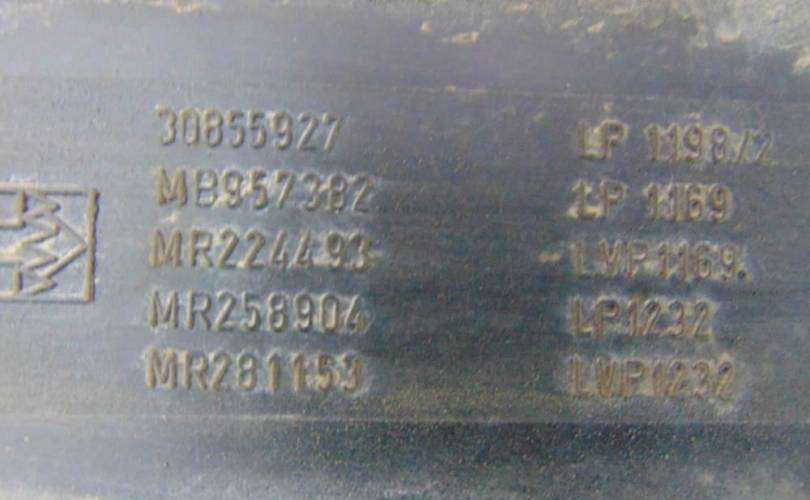 30855927 LP 1198/2
MB957382 LP 1169
MR224493 LVP1169.
MR258904 LP1232
MR281153 LVP1232